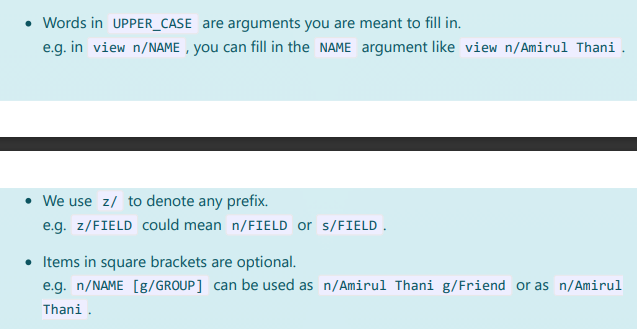 • Words in UPPER_CASE are arguments you are meant to fill in.
e.g. in view n/NAME , you can fill in the NAME argument like view n/Amirul Thani .
• We use z/ to denote any prefix.
e.g. z/FIELD could mean n/FIELD or s/FIELD .
• Items in square brackets are optional.
e.g. n/NAME [g/GROUP] can be used as n/Amirul Thani g/Friend or as n/Amirul
Thani .